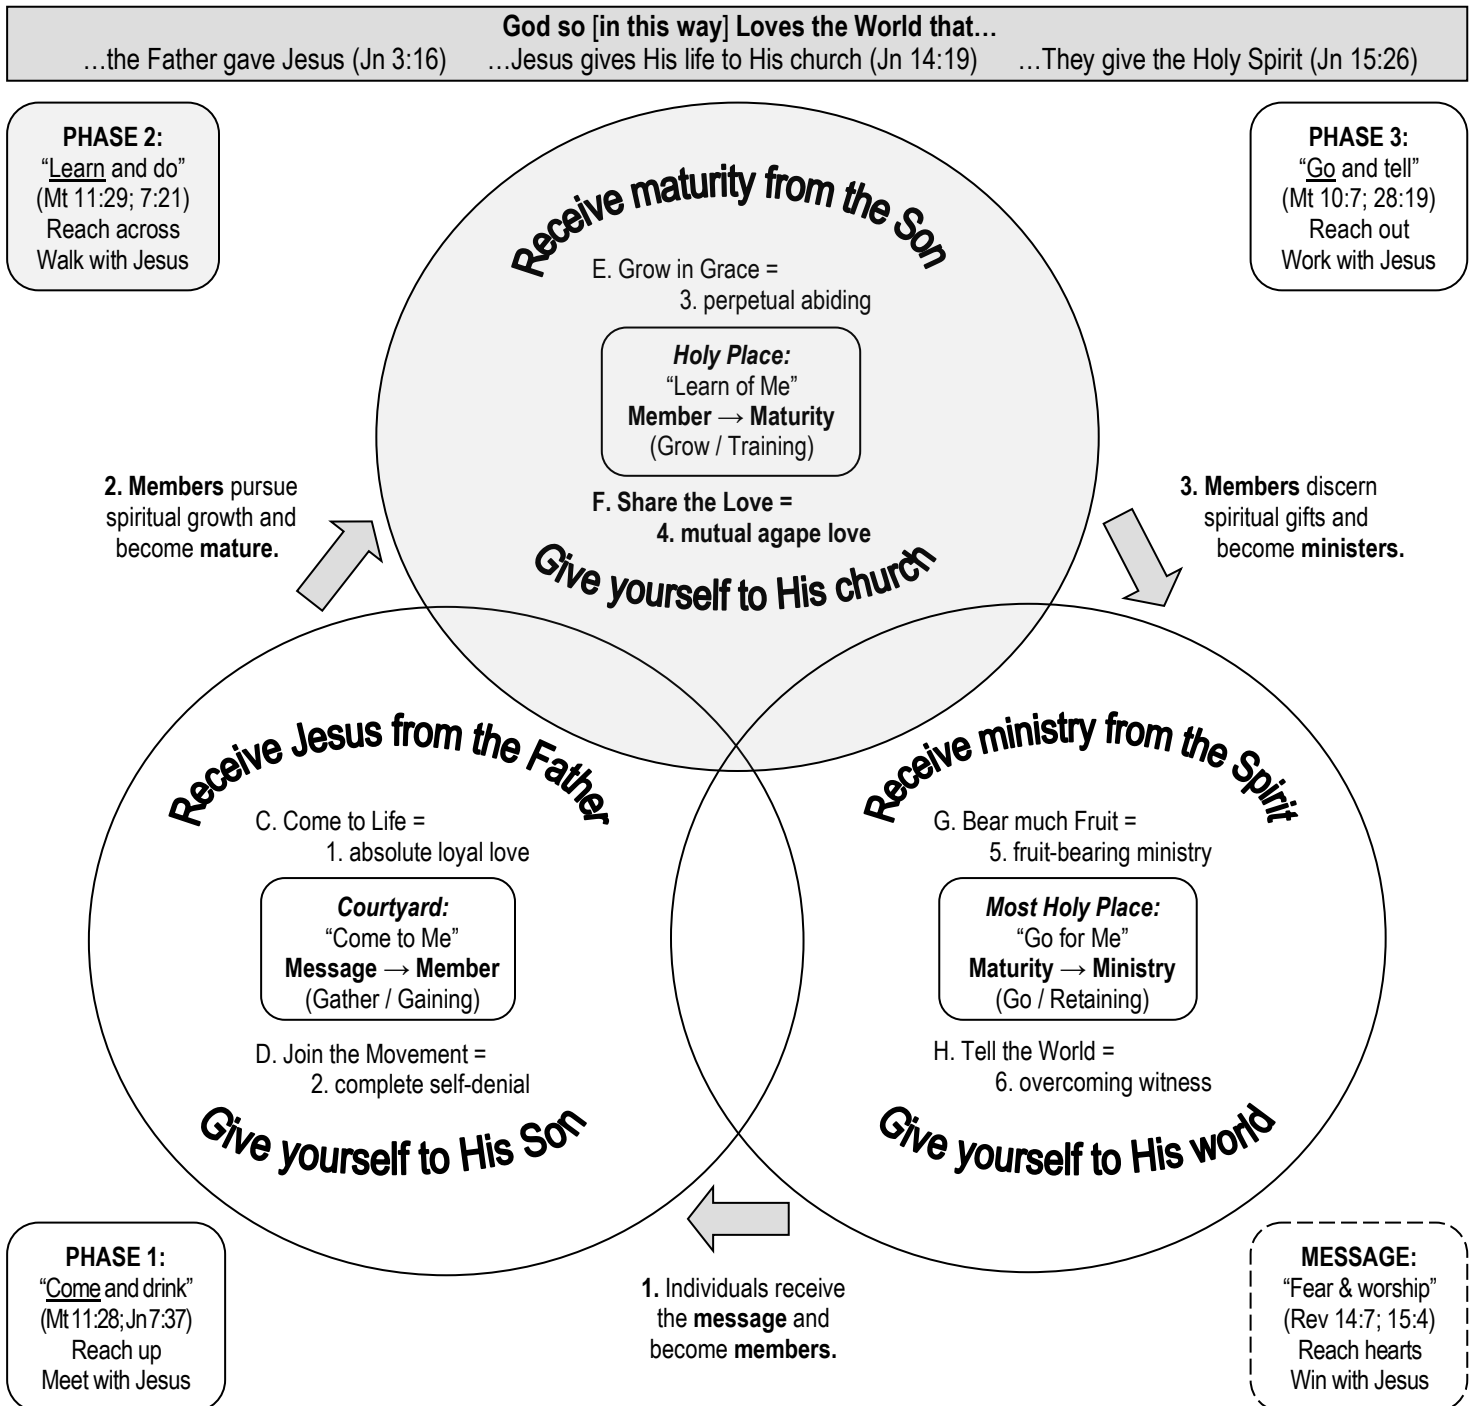 God so [in this way] Loves the World that…
…the Father gave Jesus (Jn 3:16) …Jesus gives His life to His church (Jn 14:19) …They give the Holy Spirit (Jn 15:26)
PHASE 2:
“Learn and do”
(Mt 11:29; 7:21)
Reach across
Walk with Jesus
PHASE 3:
“Go and tell”
(Mt 10:7; 28:19)
Reach out
Work with Jesus
Receive maturity from the Son
E. Grow in Grace =
3. perpetual abiding
Holy Place:
“Learn of Me”
Member → Maturity
(Grow / Training)
F. Share the Love =
4. mutual agape love
Give yourself to His church
2. Members pursue
spiritual growth and
become mature.
3. Members discern
spiritual gifts and
become ministers.
Receive Jesus from the Father
C. Come to Life =
1. absolute loyal love
Courtyard:
“Come to Me”
Message → Member
(Gather / Gaining)
D. Join the Movement =
2. complete self-denial
Give yourself to His Son
Receive ministry from the Spirit
G. Bear much Fruit =
5. fruit-bearing ministry
Most Holy Place:
“Go for Me”
Maturity → Ministry
(Go / Retaining)
H. Tell the World =
6. overcoming witness
Give yourself to His world
PHASE 1:
“Come and drink”
(Mt 11:28; Jn 7:37)
Reach up
Meet with Jesus
1. Individuals receive
the message and
become members.
MESSAGE:
“Fear & worship”
(Rev 14:7; 15:4)
Reach hearts
Win with Jesus